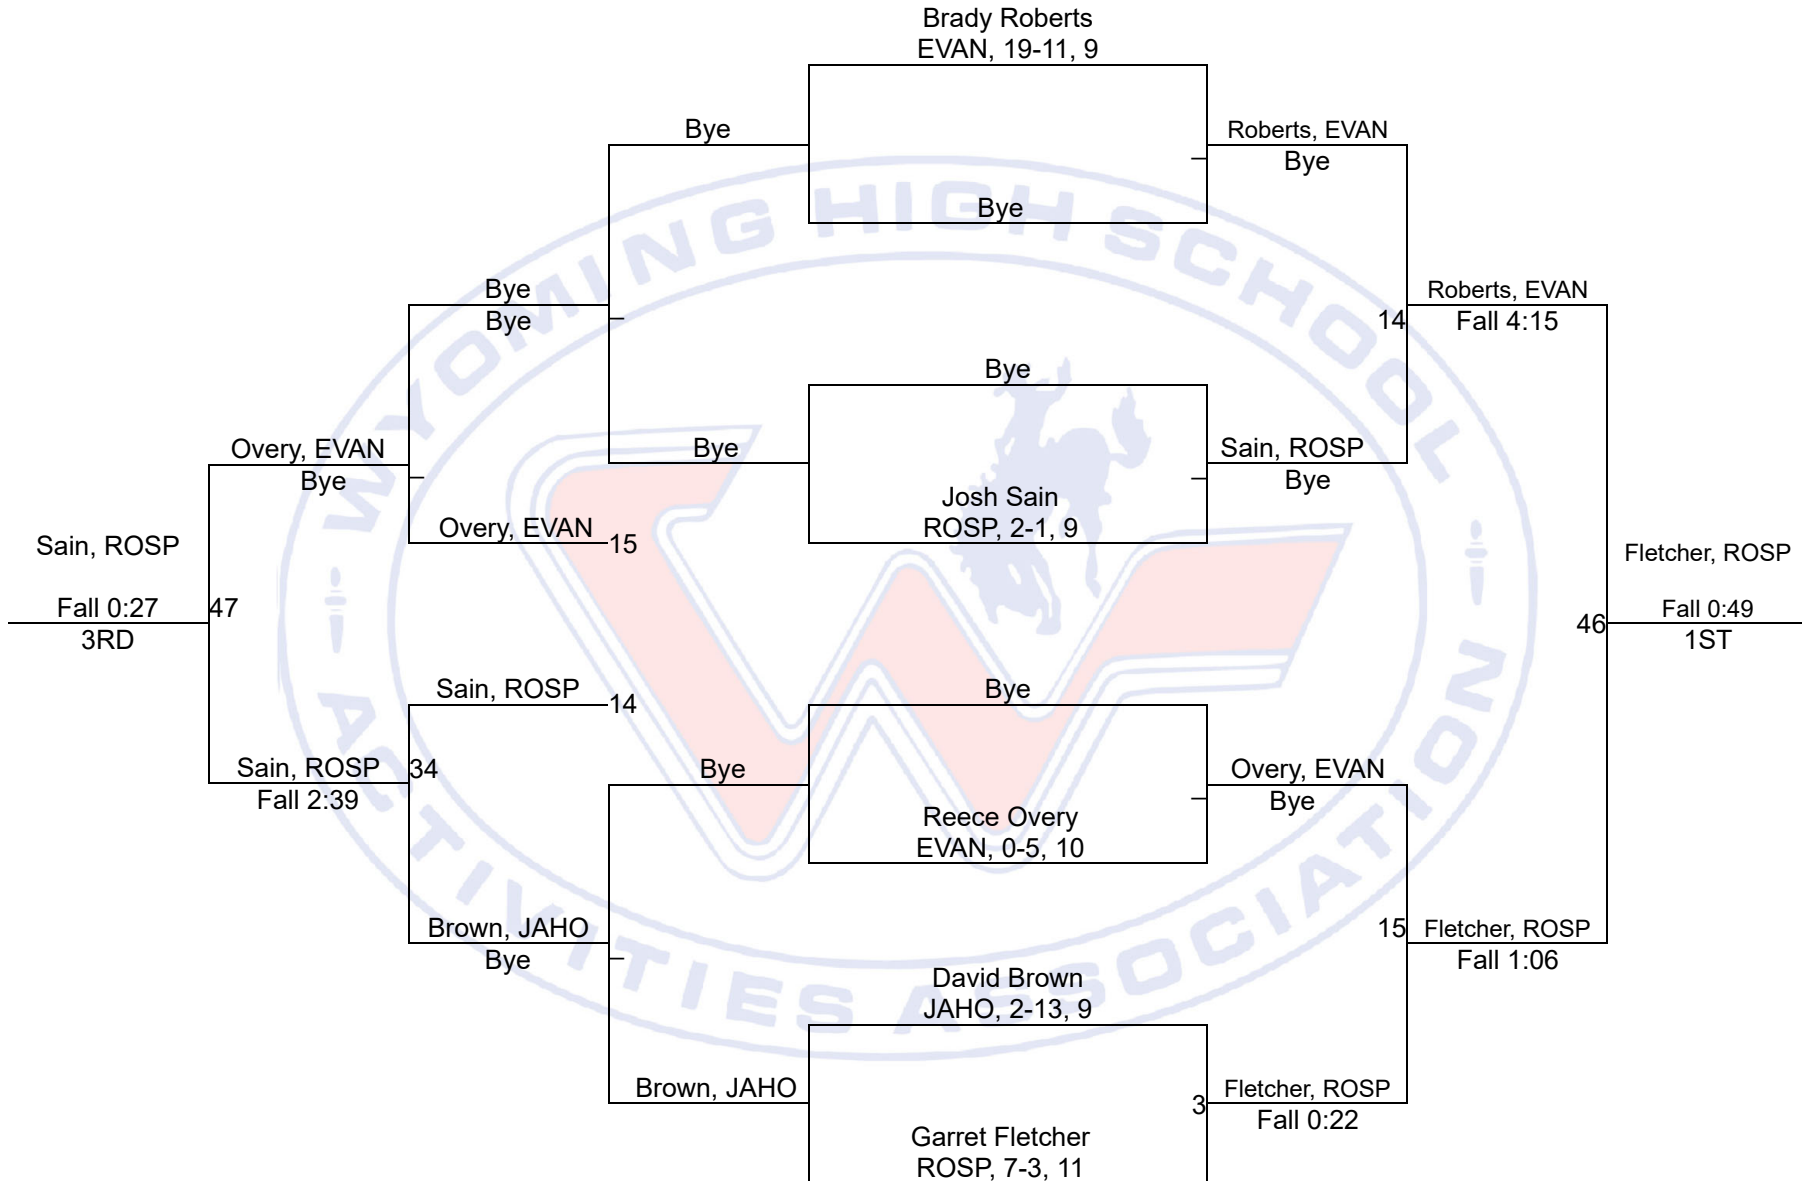 Brady Roberts
EVAN, 19-11, 9
Bye
Roberts, EVAN
Bye
Bye
Bye
Bye
Roberts, EVAN
14
Fall 4:15
Bye
Overy, EVAN
Bye
Bye
Sain, ROSP
Bye
Josh Sain
ROSP, 2-1, 9
Overy, EVAN
15
Sain, ROSP
Fall 0:27
47
3RD
Fletcher, ROSP
46
Fall 0:49
1ST
Sain, ROSP
14
Bye
Sain, ROSP
34
Fall 2:39
Bye
Overy, EVAN
Bye
Reece Overy
EVAN, 0-5, 10
Brown, JAHO
Bye
15
Fletcher, ROSP
Fall 1:06
David Brown
JAHO, 2-13, 9
Brown, JAHO
3
Fletcher, ROSP
Fall 0:22
Garret Fletcher
ROSP, 7-3, 11
WYOMING HIGH SCHOOL
ACTIVITIES ASSOCIATION